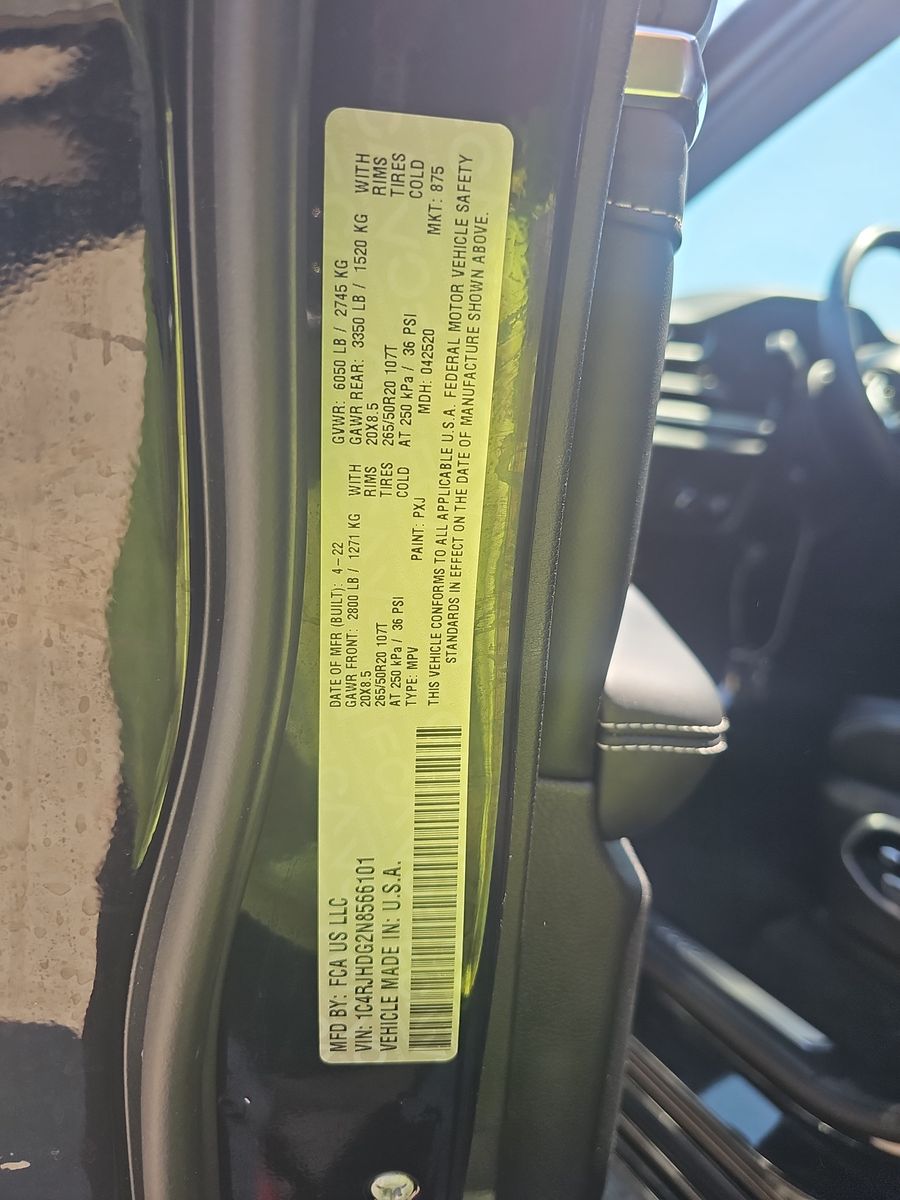 MFD BY: FCA US LLC
VIN: 1C4RJHDG2N8566101
VEHICLE MADE IN: U.S.A.
DATE OF MFR (BUILT): 4-22 GVWR: 6050 LB / 2745 KG
GAWR FRONT: 2800 LB / 1271 KG WITH GAWR REAR: 3350 LB / 1520 KG WITH
20X8.5 RIMS 20X8.5 RIMS
265/50R20 107T TIRES 265/50R20 107T TIRES
AT 250 kPa / 36 PSI COLD AT 250 kPa / 36 PSI COLD
TYPE: MPV PAINT: PXJ MDH: 042520 MKT: 875
THIS VEHICLE CONFORMS TO ALL APPLICABLE U.S.A. FEDERAL MOTOR VEHICLE SAFETY
STANDARDS IN EFFECT ON THE DATE OF MANUFACTURE SHOWN ABOVE.